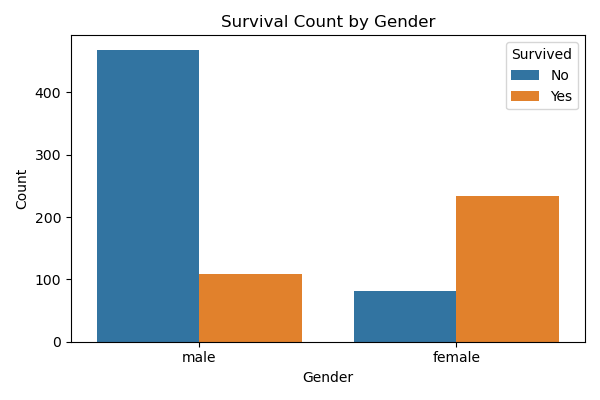 Survival Count by Gender
Survived
No
Yes
Count
400
300
200
100
0
male
female
Gender